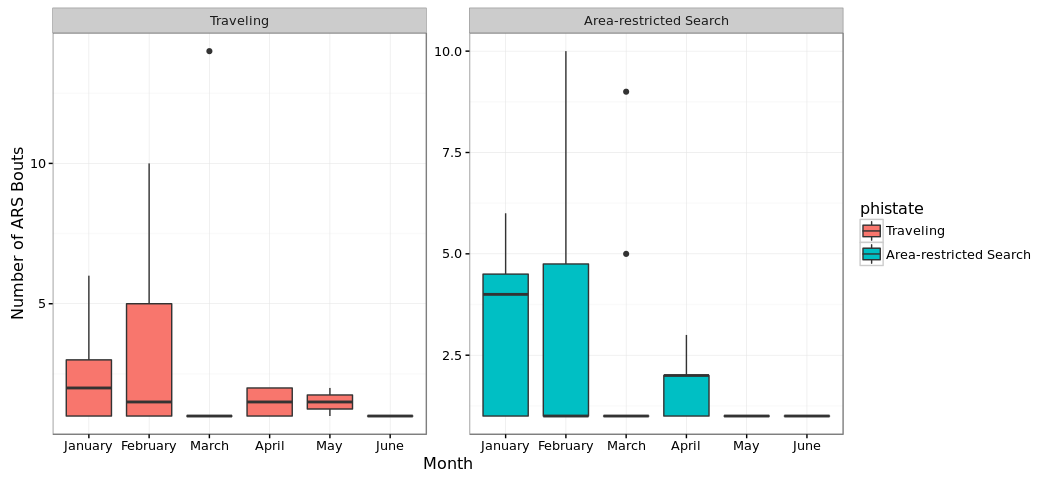 Traveling
Area-restricted Search
Number of ARS Bouts
10
5
10.0
7.5
5.0
2.5
January February March April May June
January February March April May June
Month
phistate
Traveling
Area-restricted Search